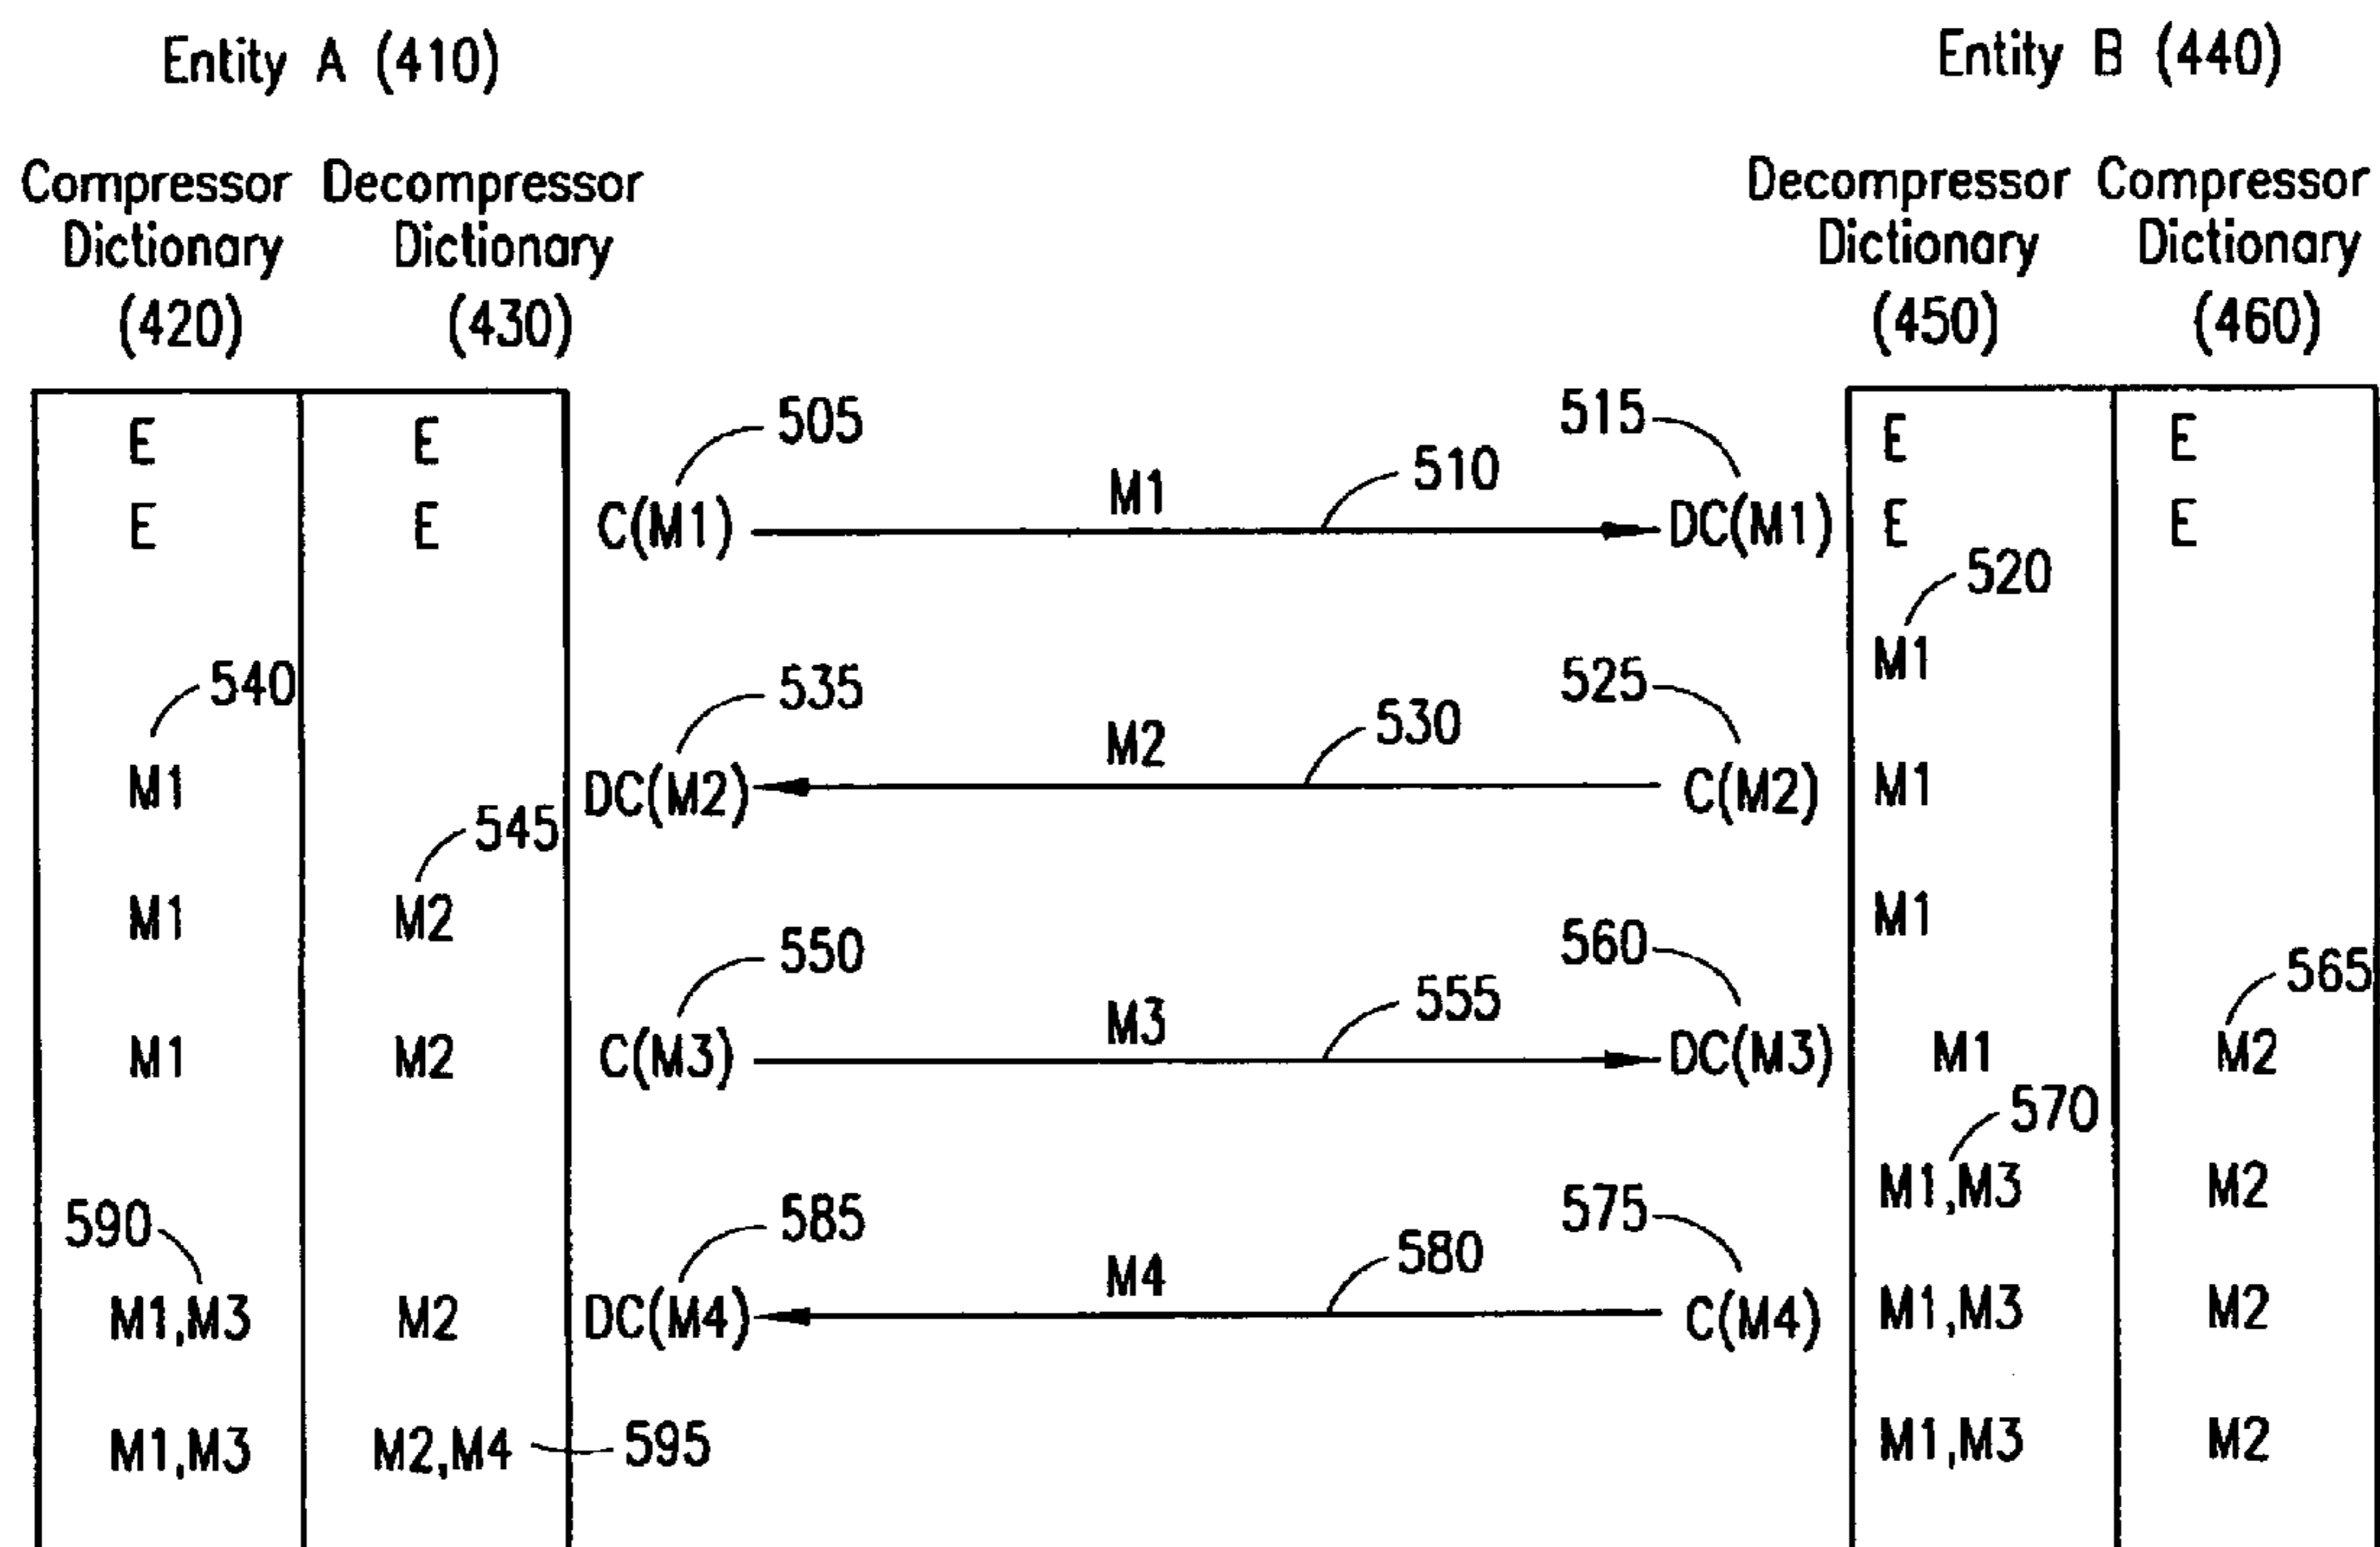 Entity A (410) Entity B (440)
Compressor Decompressor Decompressor Compressor
Dictionary Dictionary Dictionary Dictionary
(420) (430) (450) (460)
E E 505 515 E E
M1 510
E E C(M1) DC(M1) E E
520
M1
540 535 525
M2 530
M1 DC(M2) C(M2) M1
545
M1 M2 M1
550 560 565
M3 555
M1 M2 C(M3) DC(M3) M1 M2
570
M1,M3 M2
590 585 575
M4 580
M1,M3 M2 DC(M4) C(M4) M1,M3 M2
M1,M3 M2,M4 595 M1,M3 M2